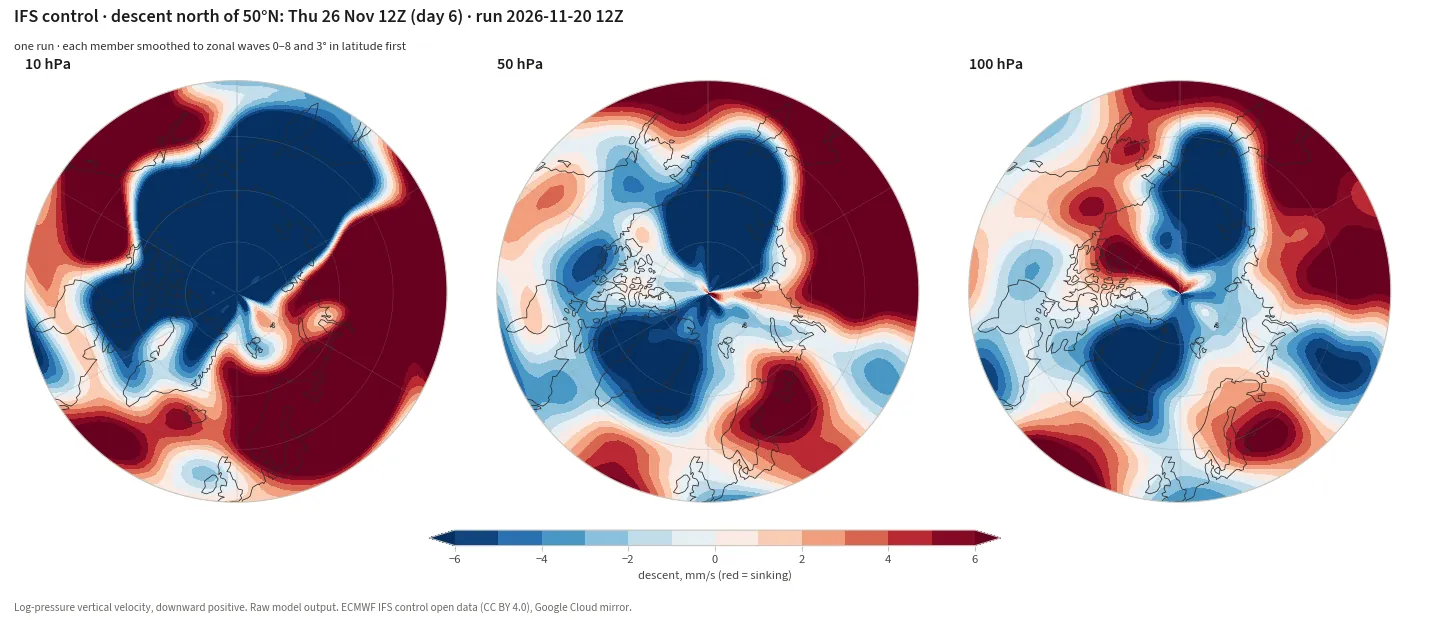 IFS control · descent north of 50°N: Thu 26 Nov 12Z (day 6) · run 2026-11-20 12Z
one run · each member smoothed to zonal waves 0–8 and 3° in latitude first
10 hPa
50 hPa
100 hPa
−6
−4
−2
0
2
4
6
descent, mm/s (red = sinking)
Log-pressure vertical velocity, downward positive. Raw model output. ECMWF IFS control open data (CC BY 4.0), Google Cloud mirror.